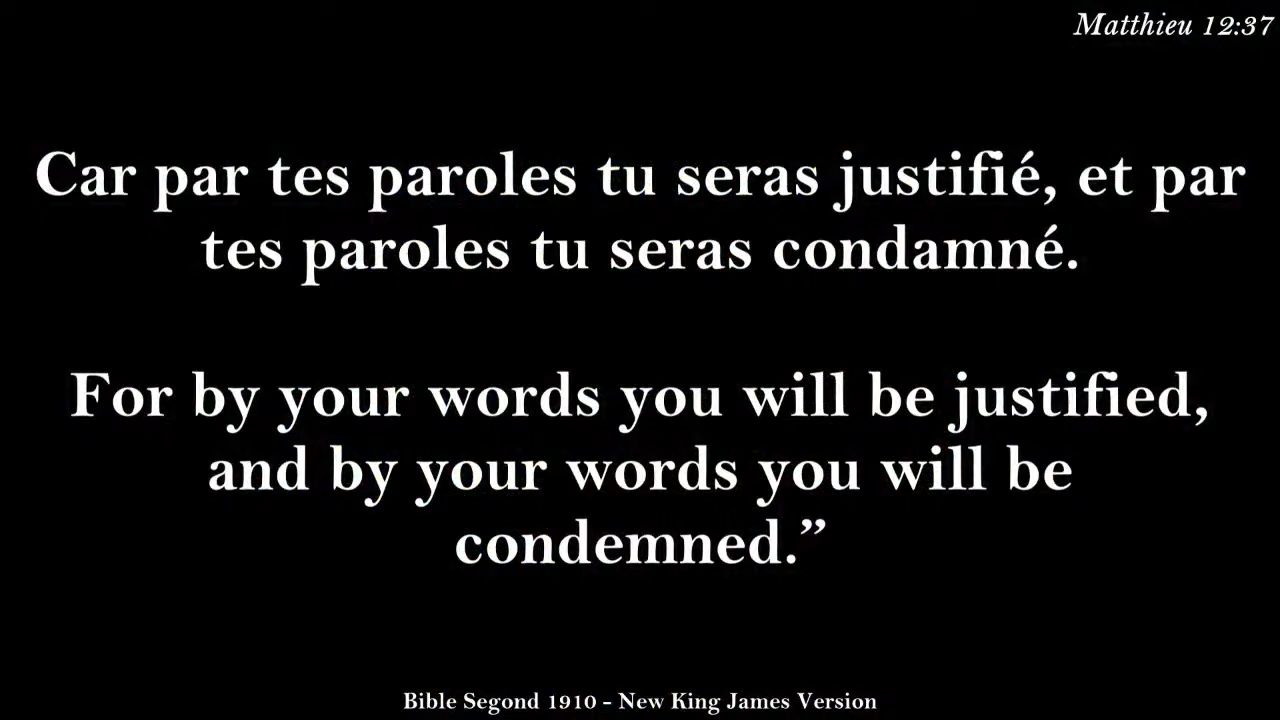 Matthieu 12:37
Car par tes paroles tu seras justifié, et par
tes paroles tu seras condamné.
For by your words you will be justified,
and by your words you will be
condemned.”
Bible Segond 1910 - New King James Version